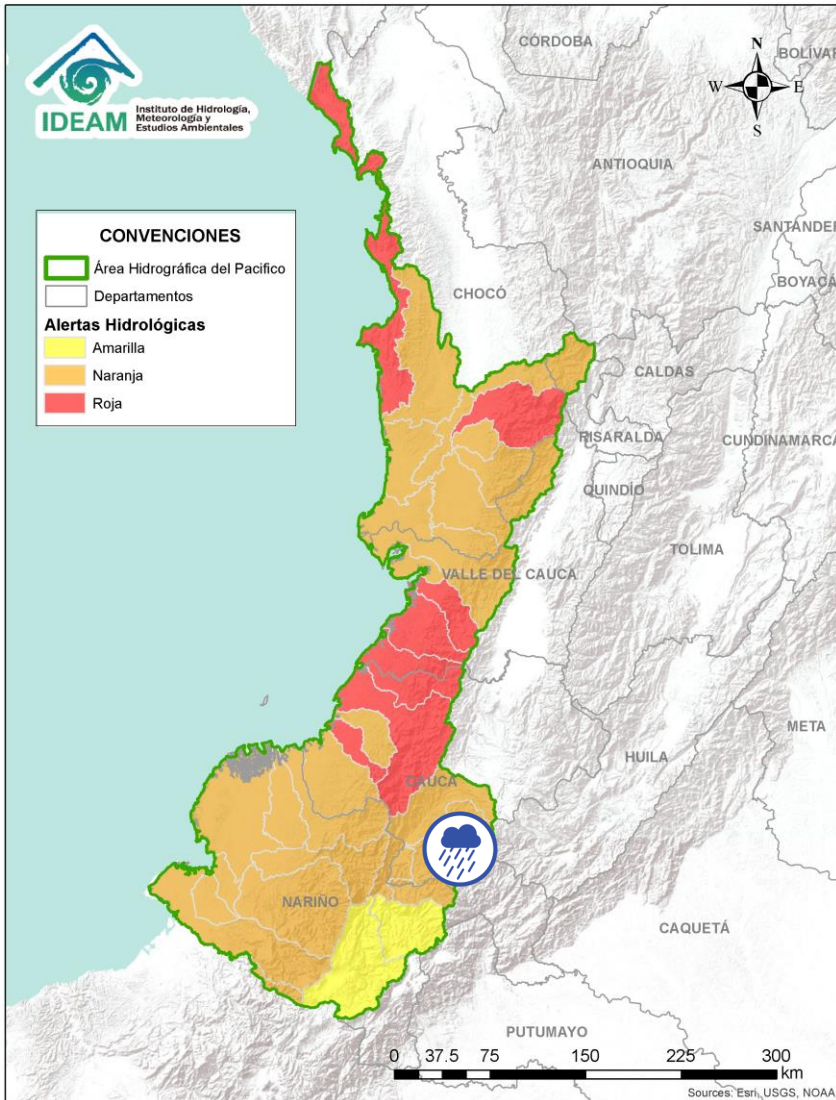 IDEAM
Instituto de Hidrología,
Meteorología y
Estudios Ambientales
CONVENCIONES
Área Hidrográfica del Pacifico
Departamentos
Alertas Hidrológicas
Amarilla
Naranja
Roja
N
W
E
S
CÓRDOBA
BOLÍVAR
ANTIOQUIA
SANTANDER
BOYACÁ
CHOCÓ
CALDAS
RISARALDA
CUNDINAMARCA
QUINDÍO
TOLIMA
VALLE DEL CAUCA
META
HUILA
CAUCA
NARIÑO
CAQUETÁ
PUTUMAYO
0 37.5 75 150 225 300
km
Sources: Esri, USGS, NOAA